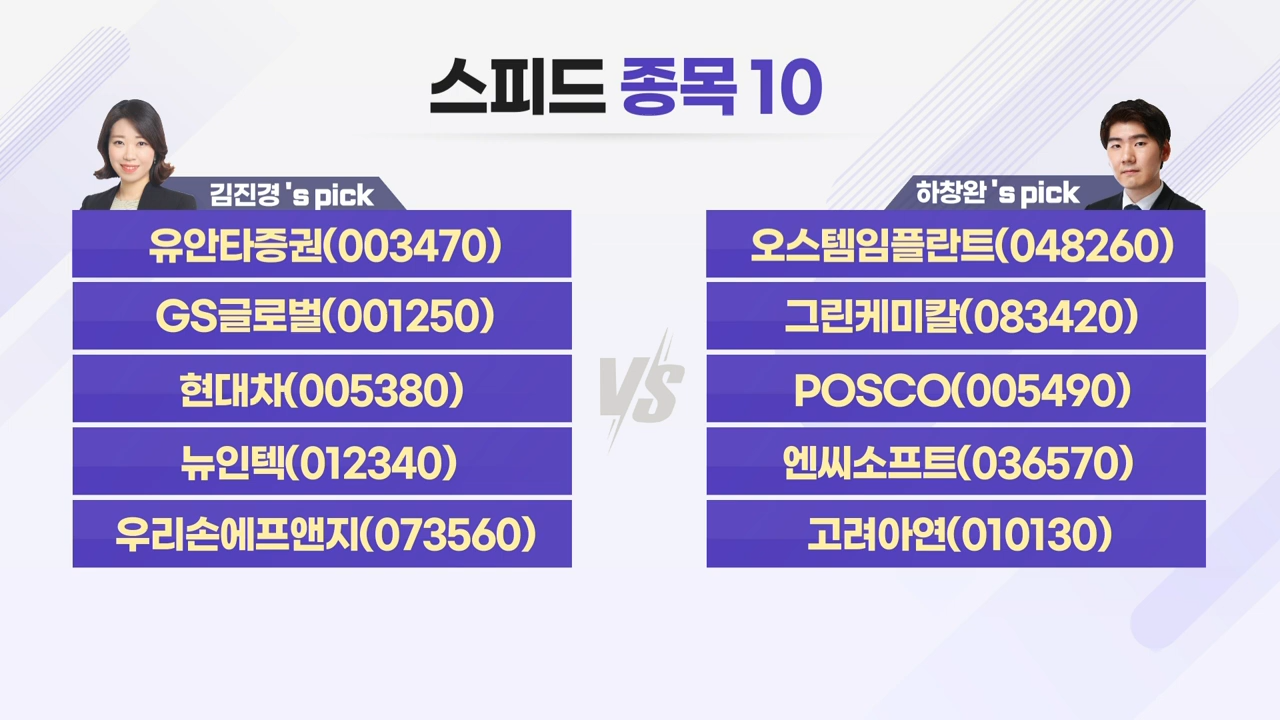 스피드 종목 10
김진경 's pick
유안타증권(003470)
GS글로벌(001250)
현대차(005380)
뉴인텍(012340)
우리손에프앤지(073560)
VS
하창완 's pick
오스템임플란트(048260)
그린케미칼(083420)
POSCO(005490)
엔씨소프트(036570)
고려아연(010130)